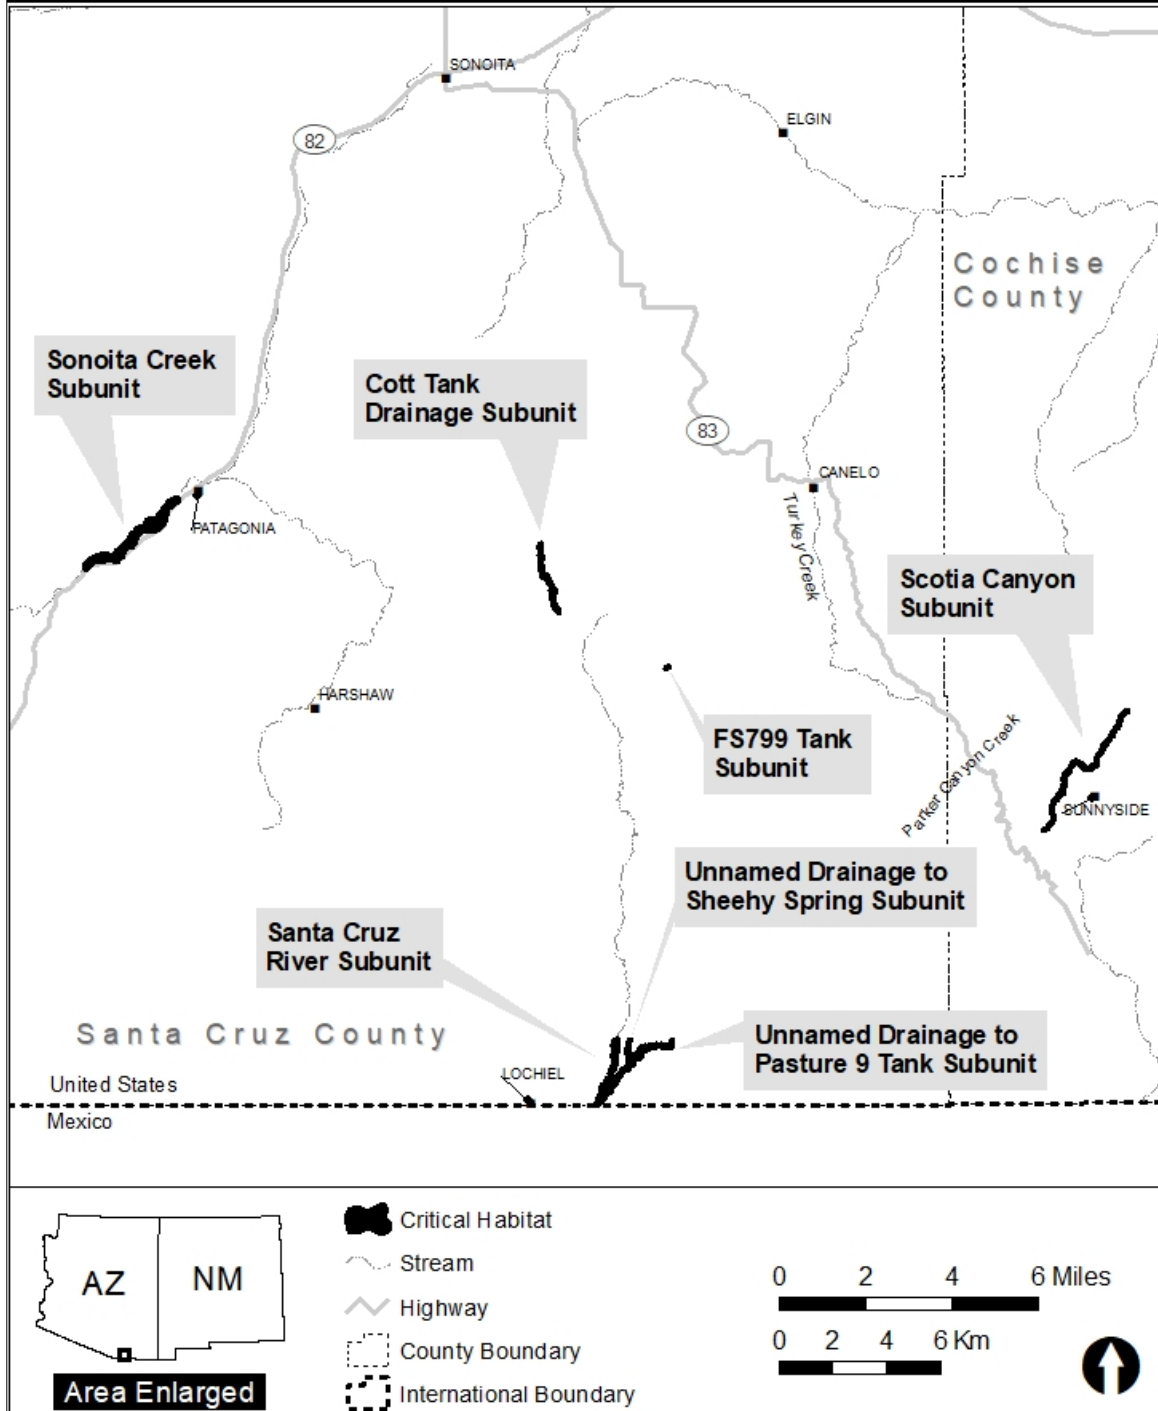 SONOITA
82
ELGIN
Cochise
County
Sonoita Creek
Subunit
Cott Tank
Drainage Subunit
83
CANELO
Turkey Creek
PATAGONIA
Scotia Canyon
Subunit
HARSHAW
FS799 Tank
Subunit
Parker Canyon Creek
SUNNYSIDE
Unnamed Drainage to
Sheehy Spring Subunit
Santa Cruz
River Subunit
Santa Cruz County
Unnamed Drainage to
Pasture 9 Tank Subunit
LOCHIEL
United States
Mexico
AZ
NM
Area Enlarged
Critical Habitat
Stream
Highway
County Boundary
International Boundary
0 2 4 6 Miles
0 2 4 6 Km